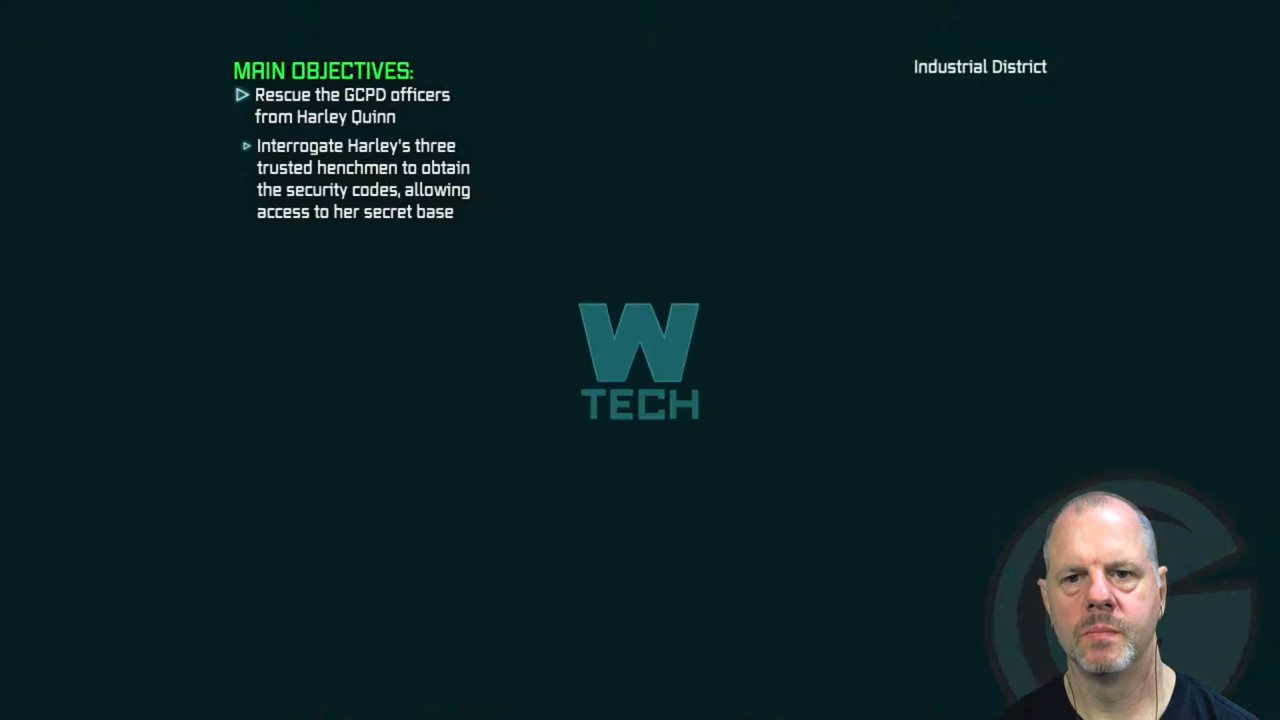 MAIN OBJECTIVES:
Rescue the GCPD officers
from Harley Quinn
Interrogate Harley's three
trusted henchmen to obtain
the security codes, allowing
access to her secret base
Industrial District
W
TECH